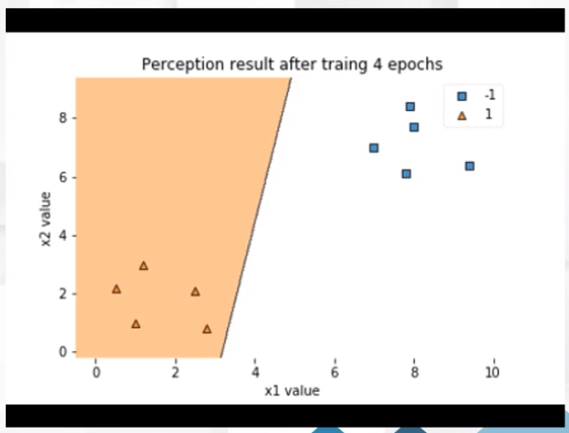 Perception result after traing 4 epochs
-1
1
8
6
4
2
0
x2 value
0 2 4 6 8 10
x1 value